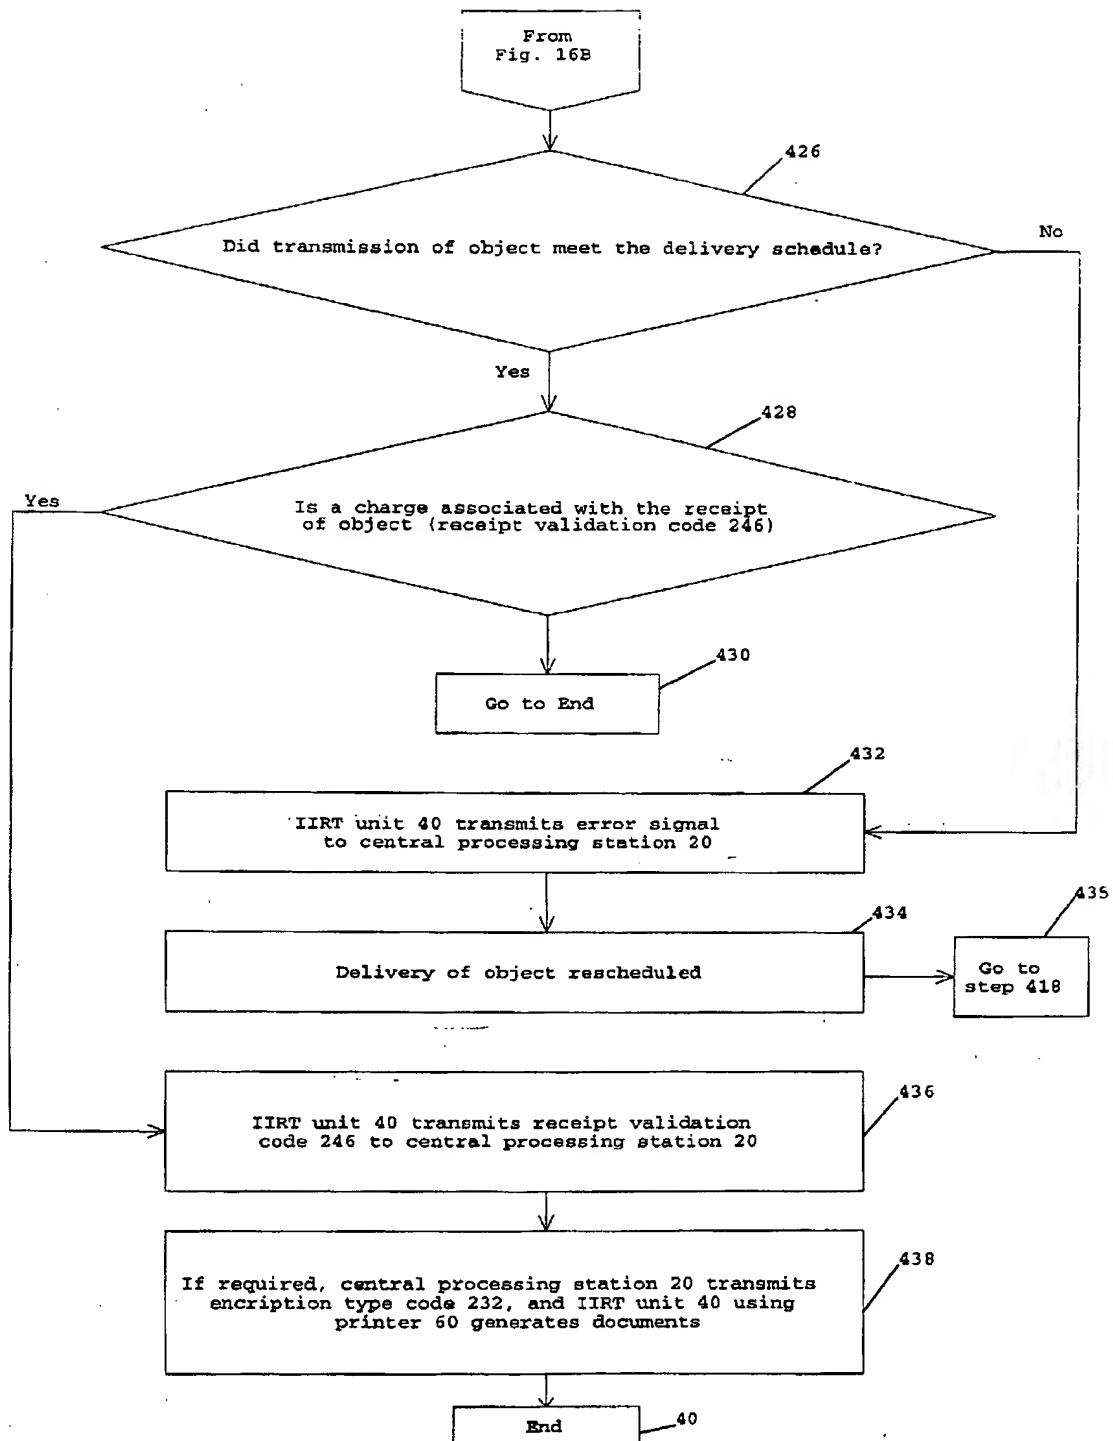 From
Fig. 16B
426
Did transmission of object meet the delivery schedule?
No
Yes
428
Yes
Is a charge associated with the receipt
of object (receipt validation code 246)
430
Go to End
432
IIRT unit 40 transmits error signal
to central processing station 20
434
435
Delivery of object rescheduled
Go to
step 418
436
IIRT unit 40 transmits receipt validation
code 246 to central processing station 20
438
If required, central processing station 20 transmits
encription type code 232, and IIRT unit 40 using
printer 60 generates documents
End
40